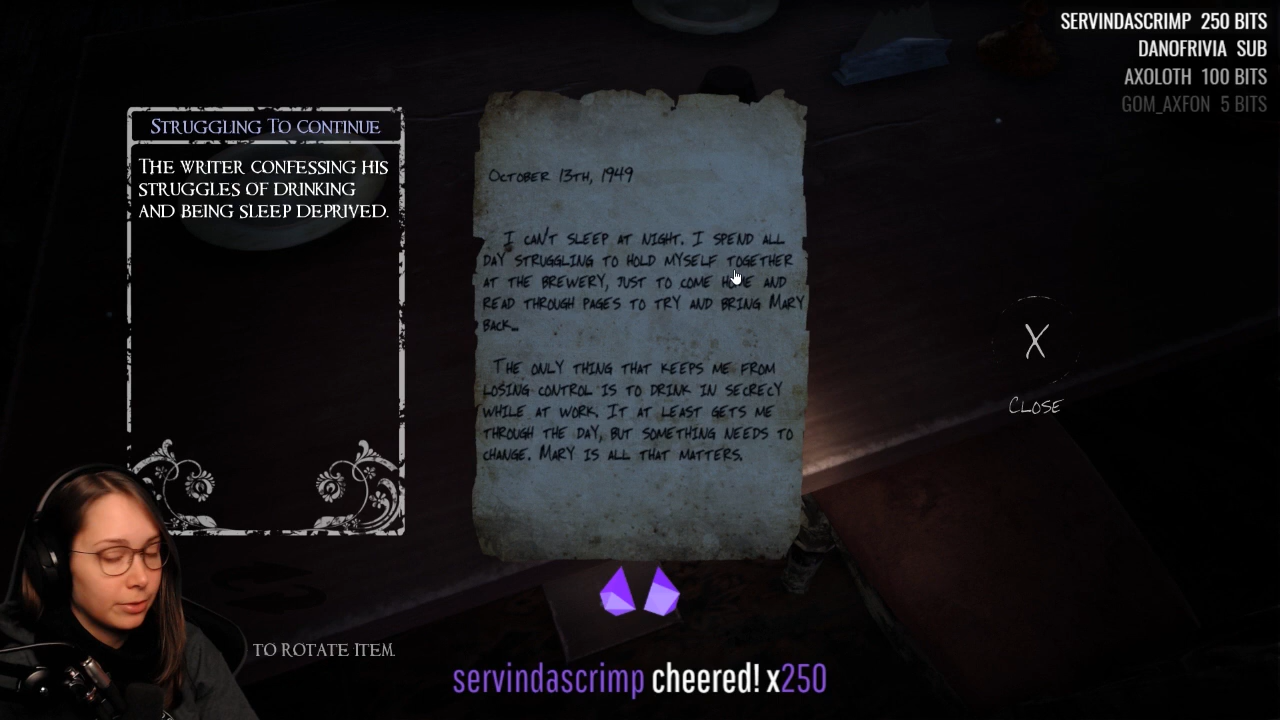 SERVINDASCRIMP 250 BITS
DANOFRIVIA SUB
AXOLOTH 100 BITS
GOM_AXFON 5 BITS
STRUGGLING TO CONTINUE
THE WRITER CONFESSING HIS
STRUGGLES OF DRINKING
AND BEING SLEEP DEPRIVED.
OCTOBER 13TH, 1949
I CAN'T SLEEP AT NIGHT. I SPEND ALL
DAY STRUGGLING TO HOLD MYSELF TOGETHER
AT THE BREWERY, JUST TO COME HOME AND
READ THROUGH PAGES TO TRY AND BRING MARY
BACK...
THE ONLY THING THAT KEEPS ME FROM
LOSING CONTROL IS TO DRINK IN SECRECY
WHILE AT WORK. IT AT LEAST GETS ME
THROUGH THE DAY, BUT SOMETHING NEEDS TO
CHANGE. MARY IS ALL THAT MATTERS.
X
CLOSE
TO ROTATE ITEM.
servindascrimp cheered! x250